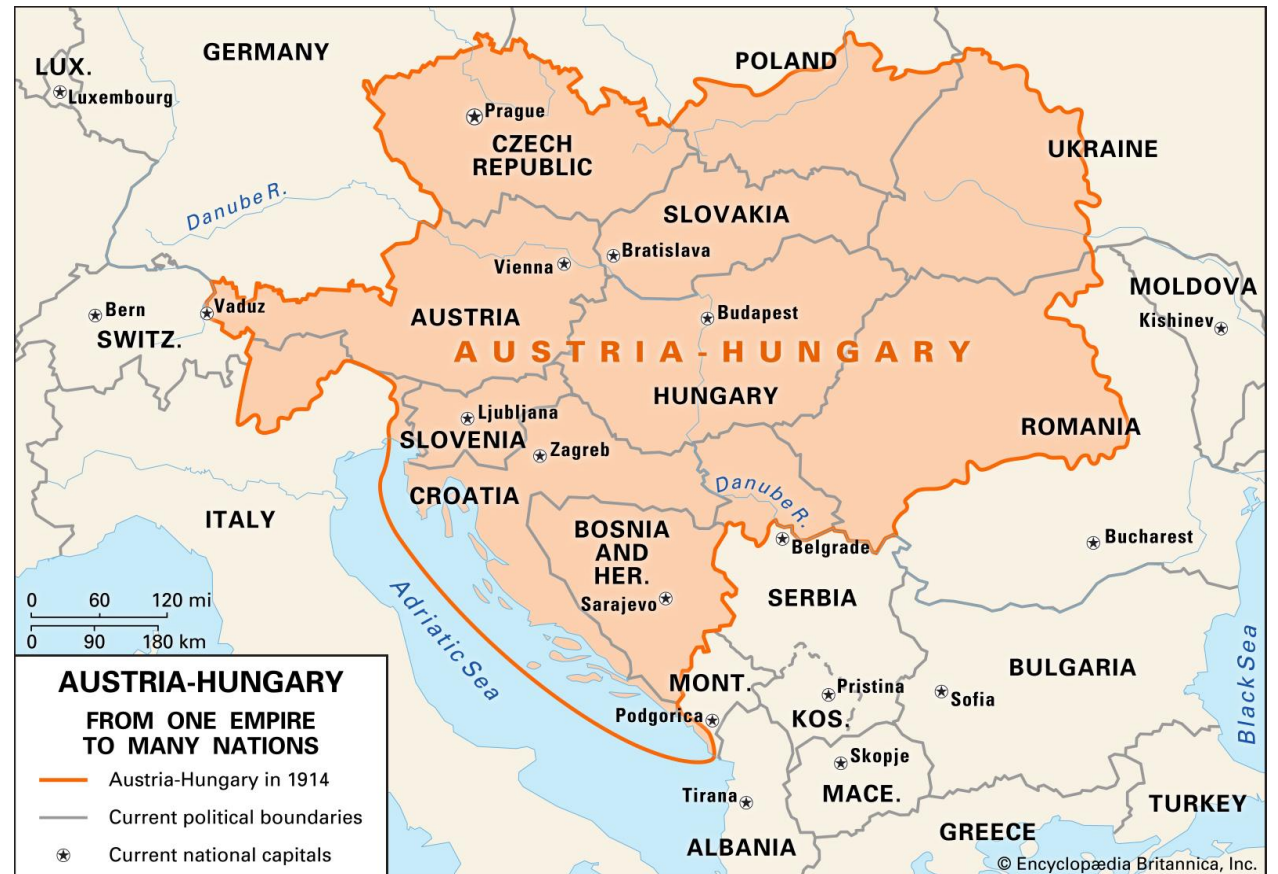 GERMANY
POLAND
LUX.
Luxembourg
Prague
CZECH
REPUBLIC
UKRAINE
Danube R.
SLOVAKIA
Bratislava
Vienna
MOLDOVA
Kishinev
Bern
SWITZ.
Vaduz
AUSTRIA
Budapest
AUSTRIA-HUNGARY
HUNGARY
Ljubljana
SLOVENIA
Zagreb
ROMANIA
CROATIA
Danube R.
ITALY
BOSNIA
AND
HER.
Sarajevo
Belgrade
Bucharest
SERBIA
Adriatic Sea
0 60 120 mi
0 90 180 km
BULGARIA
Black Sea
MONT.
Podgorica
Pristina
KOS.
Sofia
Skopje
MACE.
Tirana
ALBANIA
GREECE
TURKEY
AUSTRIA-HUNGARY
FROM ONE EMPIRE
TO MANY NATIONS
Austria-Hungary in 1914
Current political boundaries
Current national capitals
© Encyclopædia Britannica, Inc.